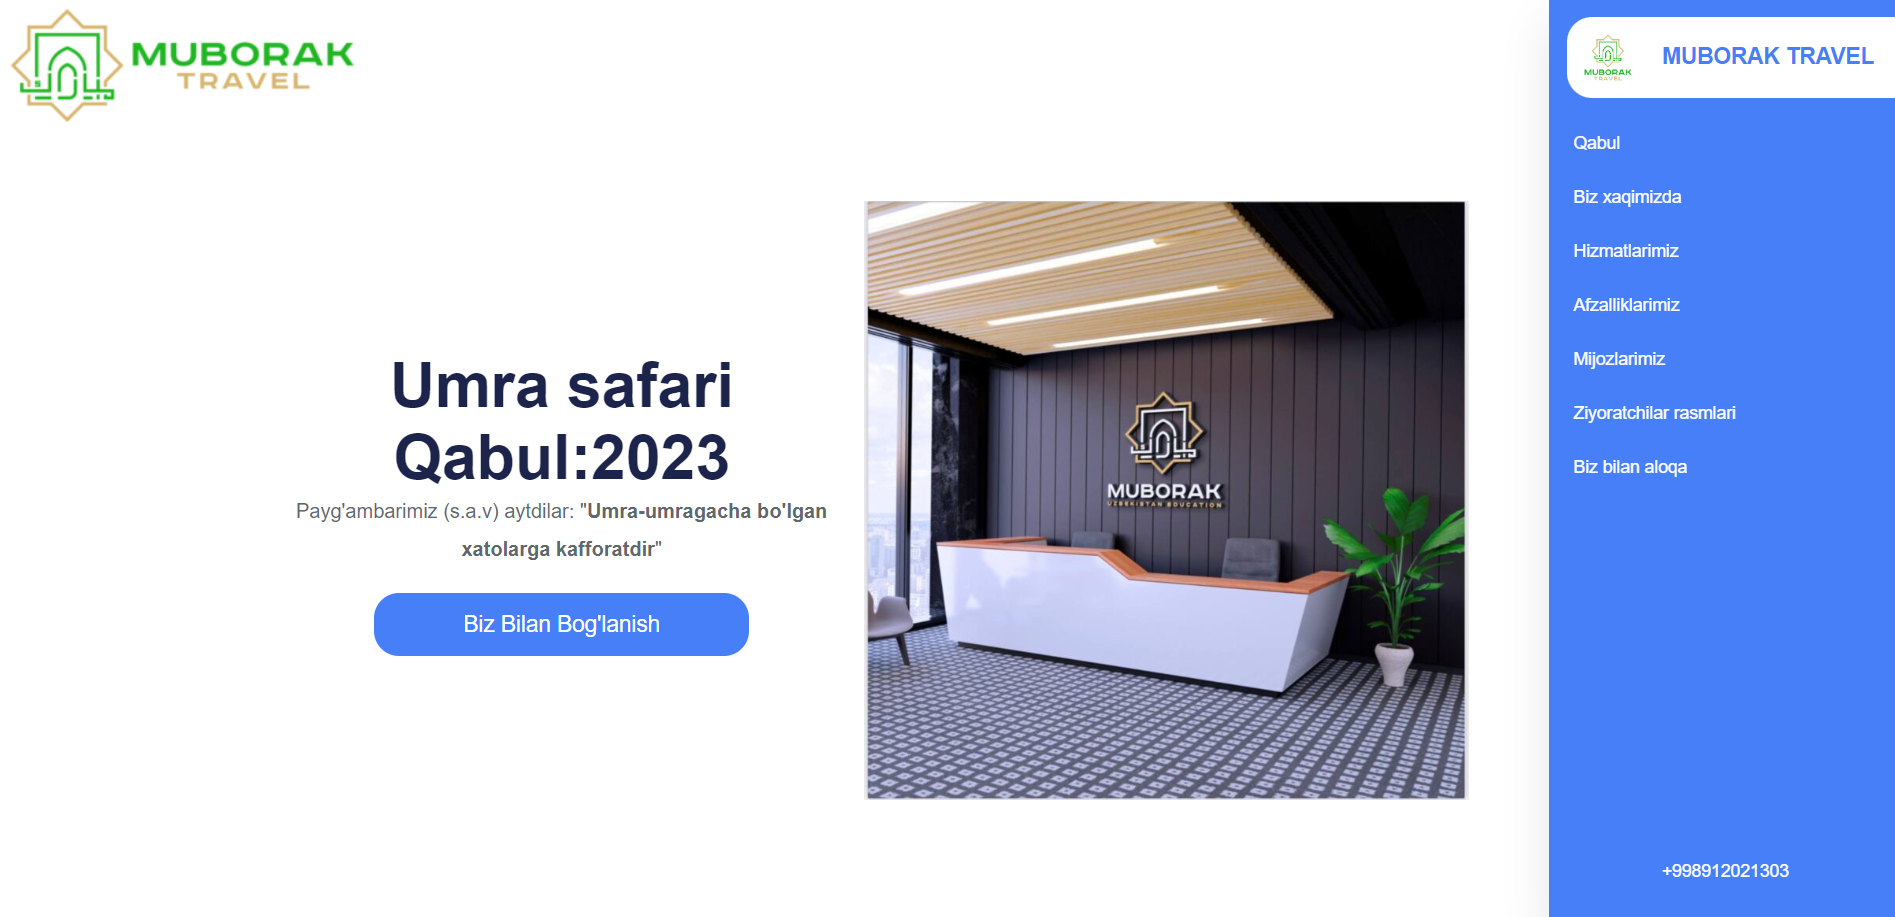 MUBORAK
TRAVEL
Umra safari
Qabul:2023
Payg'ambarimiz (s.a.v) aytdilar: "Umra-umragacha bo'lgan
xatolarga kafforatdir"
Biz Bilan Bog'lanish
MUBORAK
UZBEKISTAN EDUCATION
MUBORAK
TRAVEL
MUBORAK TRAVEL
Qabul
Biz xaqimizda
Hizmatlarimiz
Afzalliklarimiz
Mijozlarimiz
Ziyoratchilar rasmlari
Biz bilan aloqa
+998912021303